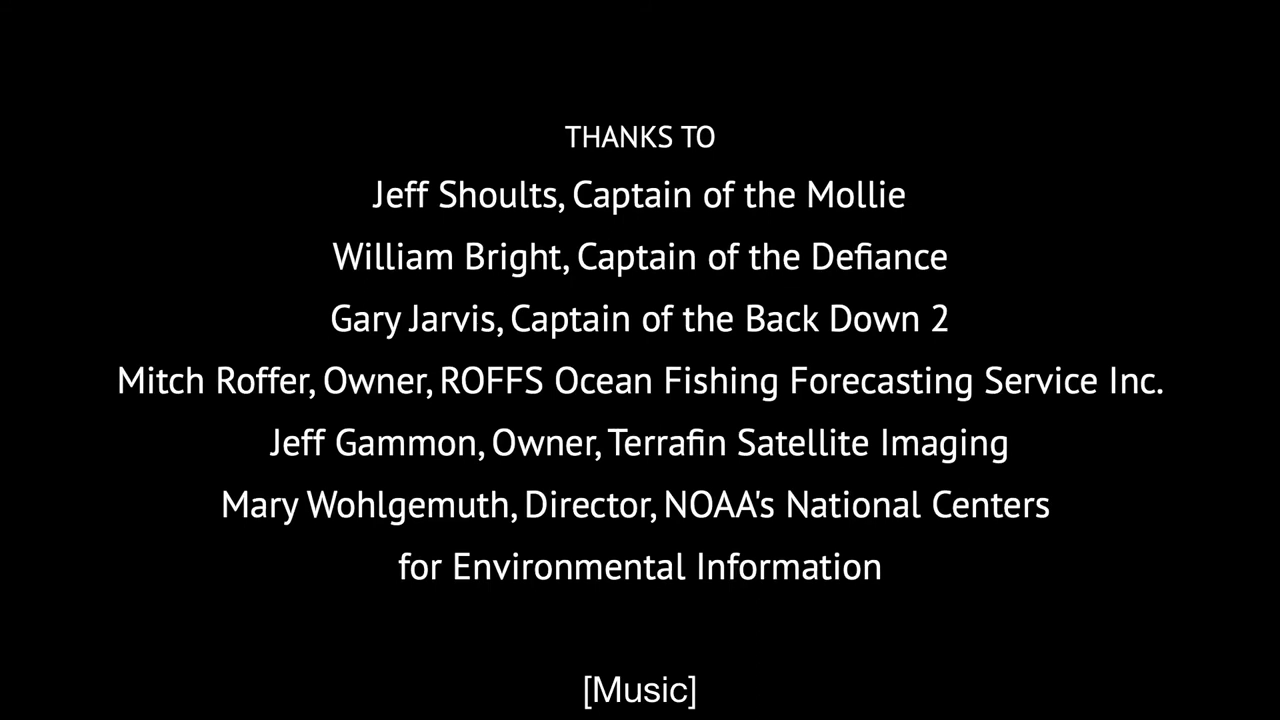 THANKS TO
Jeff Shoults, Captain of the Mollie
William Bright, Captain of the Defiance
Gary Jarvis, Captain of the Back Down 2
Mitch Roffer, Owner, ROFFS Ocean Fishing Forecasting Service Inc.
Jeff Gammon, Owner, Terrafin Satellite Imaging
Mary Wohlgemuth, Director, NOAA's National Centers
for Environmental Information
[Music]